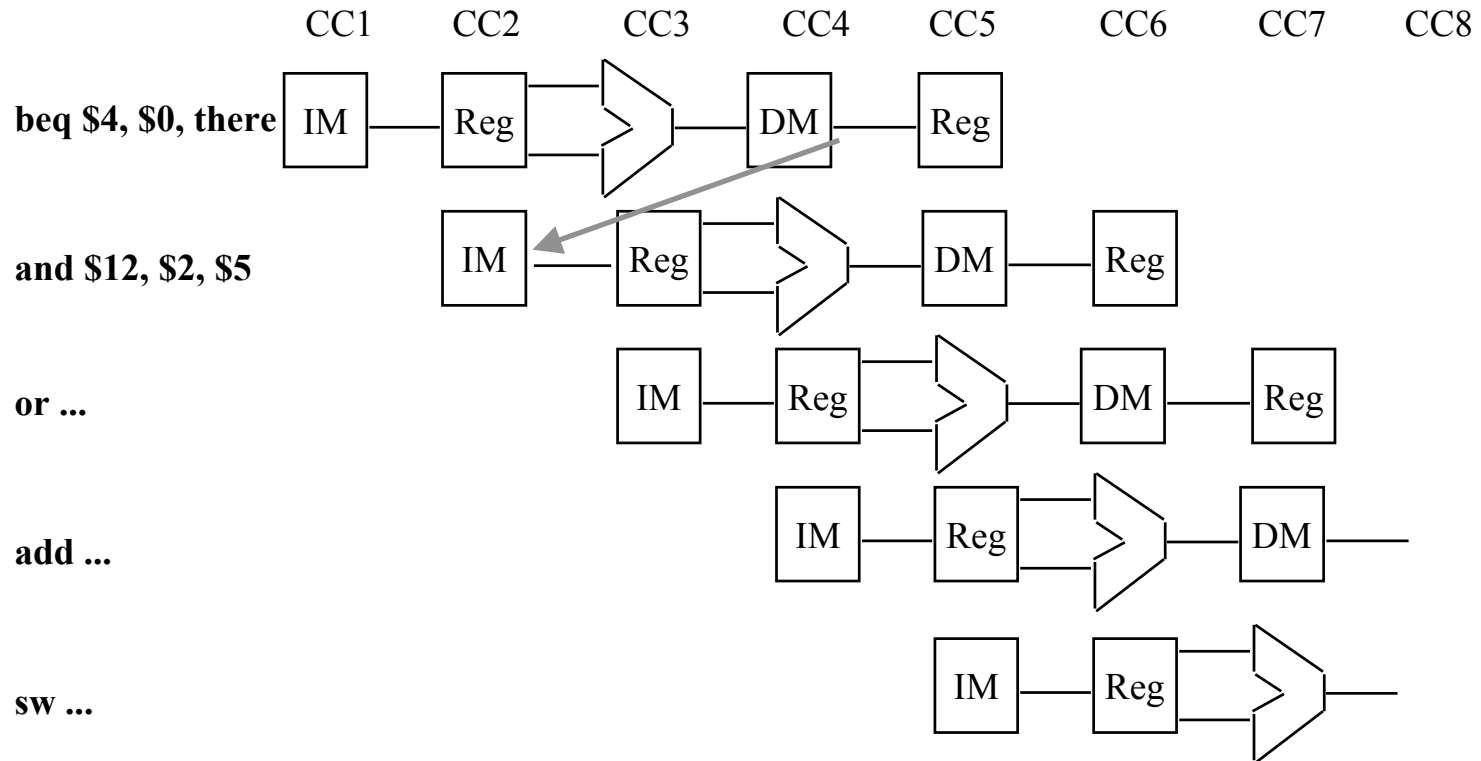 CC1 CC2 CC3 CC4 CC5 CC6 CC7 CC8
beq $4, $0, there IM Reg DM Reg
and $12, $2, $5 IM Reg DM Reg
or ... IM Reg DM Reg
add ... IM Reg DM
sw ... IM Reg